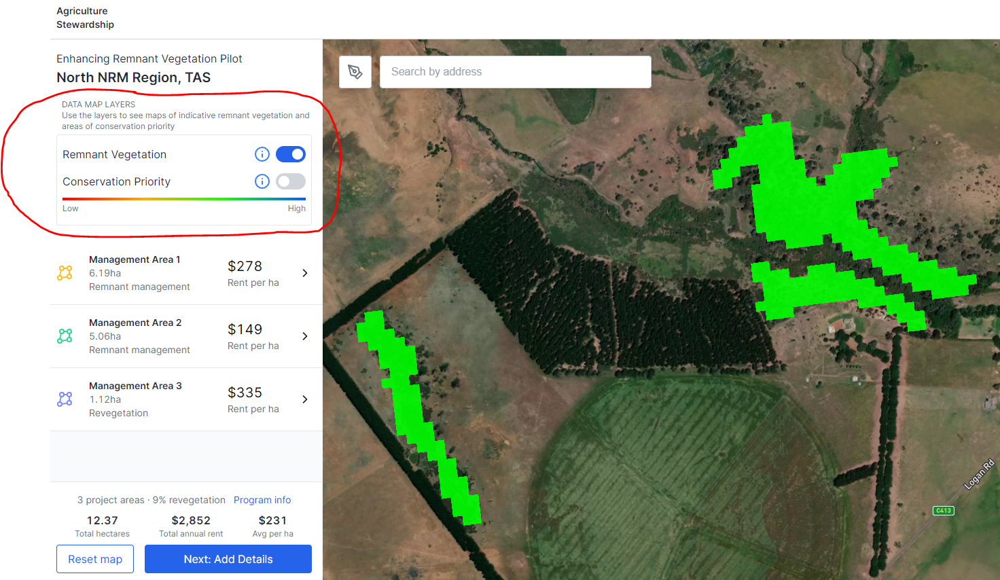 Agriculture
Stewardship
Enhancing Remnant Vegetation Pilot
North NRM Region, TAS
DATA MAP LAYERS
Use the layers to see maps of indicative remnant vegetation and
areas of conservation priority
Remnant Vegetation
Conservation Priority
Low High
Management Area 1
6.19ha
Remnant management
$278
Rent per ha
Management Area 2
5.06ha
Remnant management
$149
Rent per ha
Management Area 3
1.12ha
Revegetation
$335
Rent per ha
3 project areas · 9% revegetation Program info
12.37 $2,852 $231
Total hectares Total annual rent Avg per ha
Reset map Next: Add Details
Search by address
Logan Rd
C413